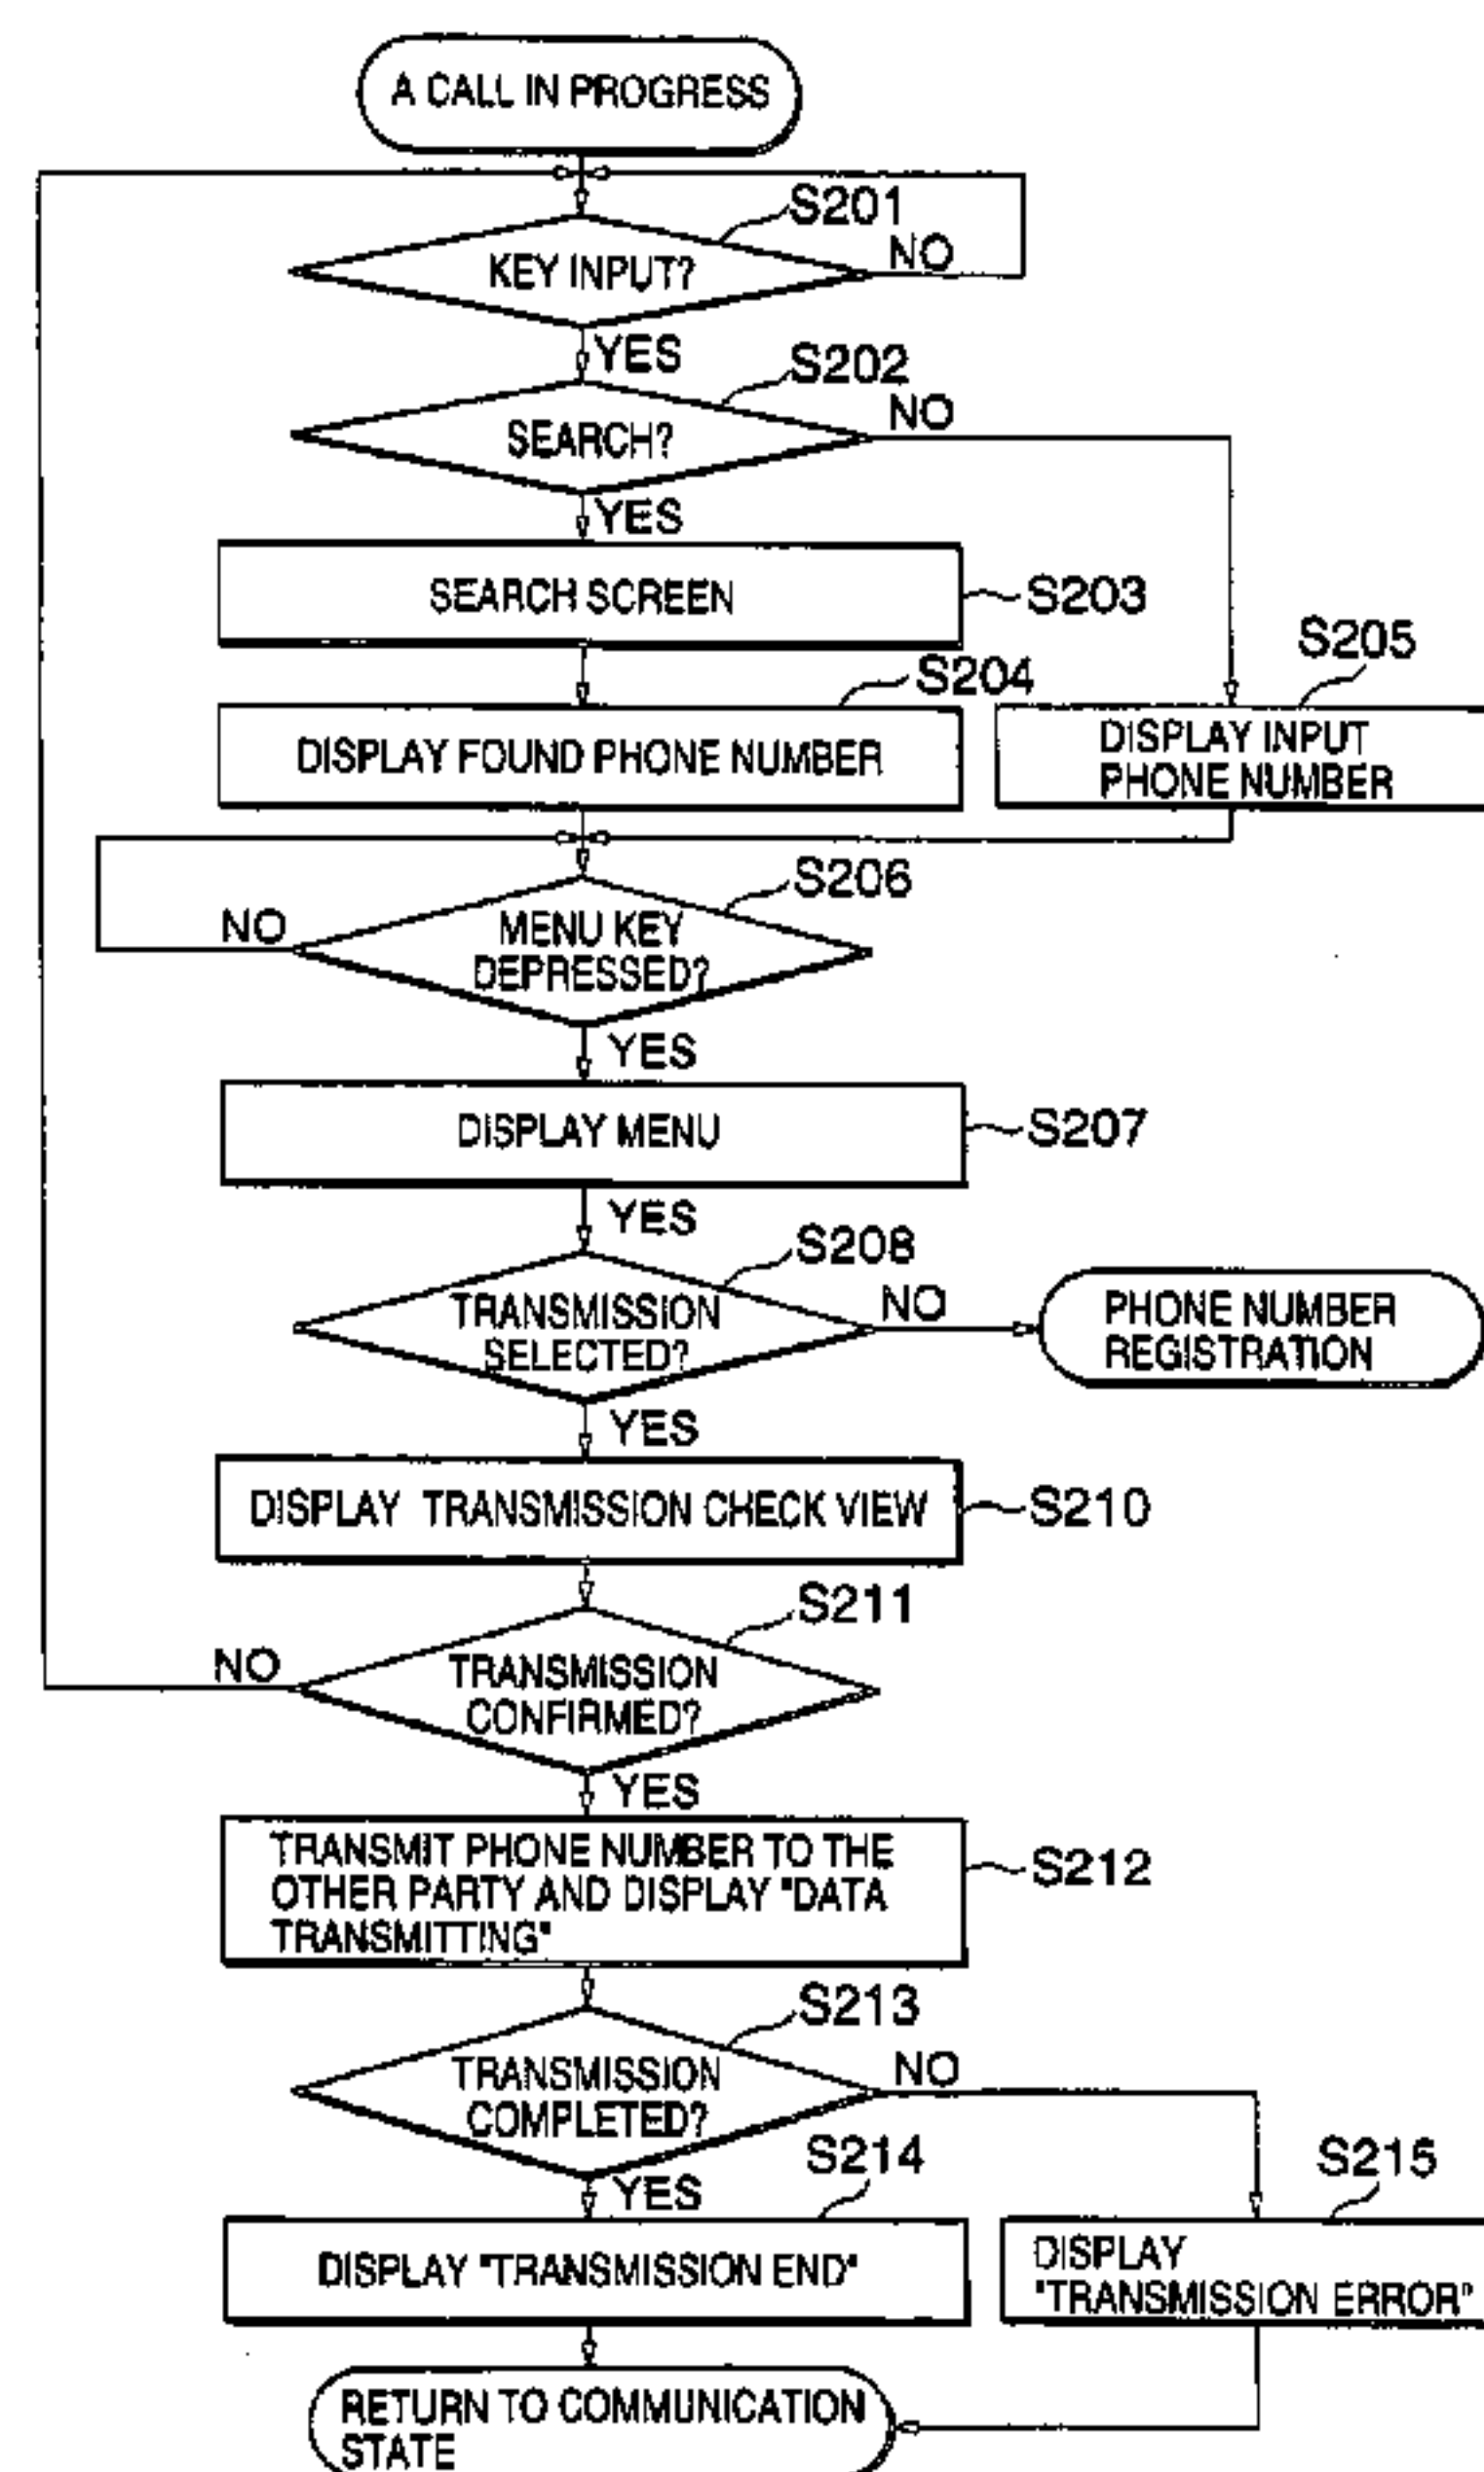 A CALL IN PROGRESS
S201
KEY INPUT?
NO
YES
S202
SEARCH?
NO
YES
SEARCH SCREEN
S203
S204
S205
DISPLAY FOUND PHONE NUMBER
DISPLAY INPUT
PHONE NUMBER
S206
MENU KEY
DEPRESSED?
NO
YES
DISPLAY MENU
S207
YES
S208
TRANSMISSION
SELECTED?
NO
PHONE NUMBER
REGISTRATION
YES
DISPLAY TRANSMISSION CHECK VIEW
S210
S211
TRANSMISSION
CONFIRMED?
NO
YES
TRANSMIT PHONE NUMBER TO THE
OTHER PARTY AND DISPLAY "DATA
TRANSMITTING"
S212
S213
TRANSMISSION
COMPLETED?
NO
YES
S214
S215
DISPLAY "TRANSMISSION END"
DISPLAY
"TRANSMISSION ERROR"
RETURN TO COMMUNICATION
STATE